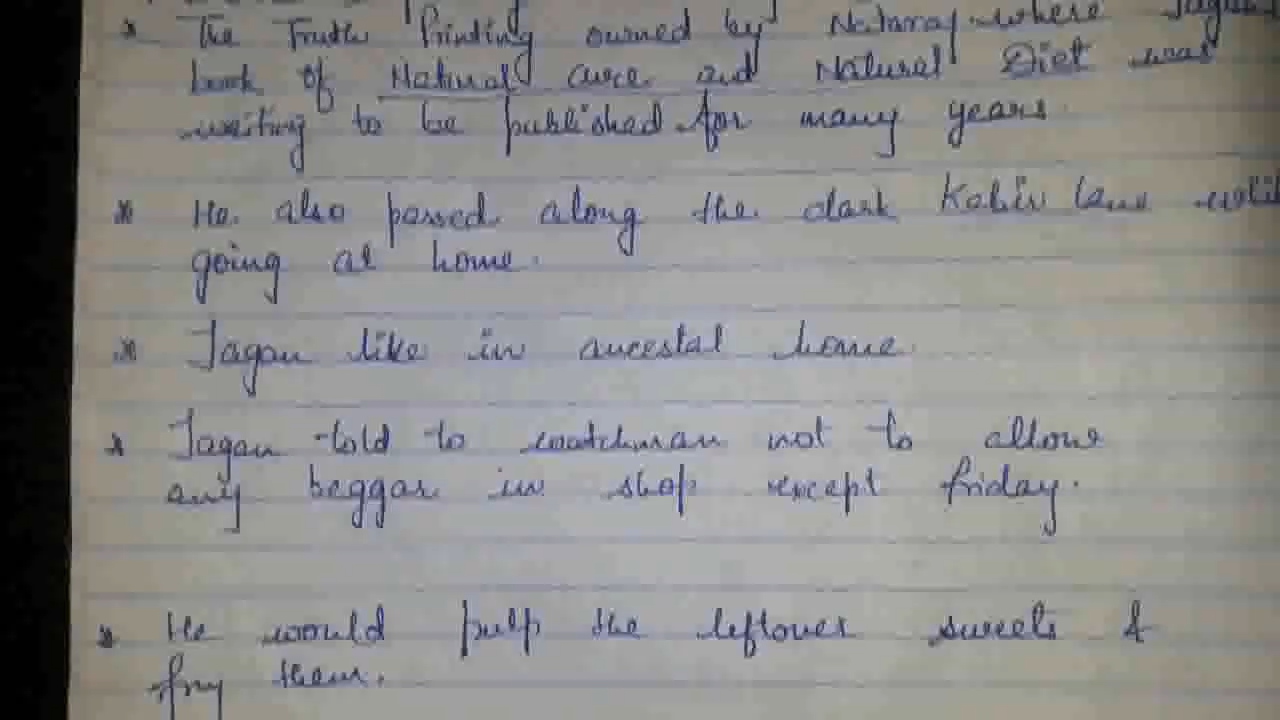 * The Truth Printing owned by Nataraj where Jagan
book of Natural cure and Natural Diet was
waiting to be published for many years.
* He also passed along the dark Kabir lane
going at home.
* Jagan like in ancestal home.
* Jagan told to watchman not to allow
any beggar in shop except friday.
* He would pulp the leftover sweets &
fry them.